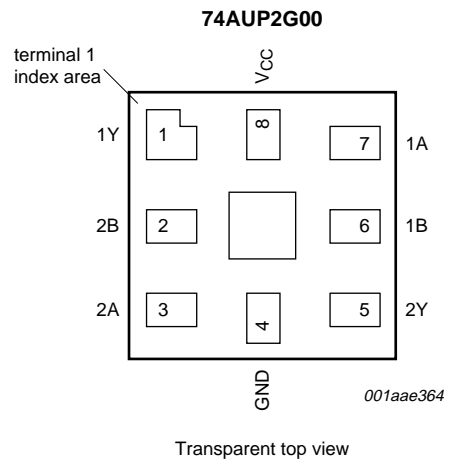 74AUP2G00
terminal 1
index area
VCC
1Y 1 8 7 1A
2B 2 6 1B
2A 3 4 5 2Y
GND
001aae364
Transparent top view